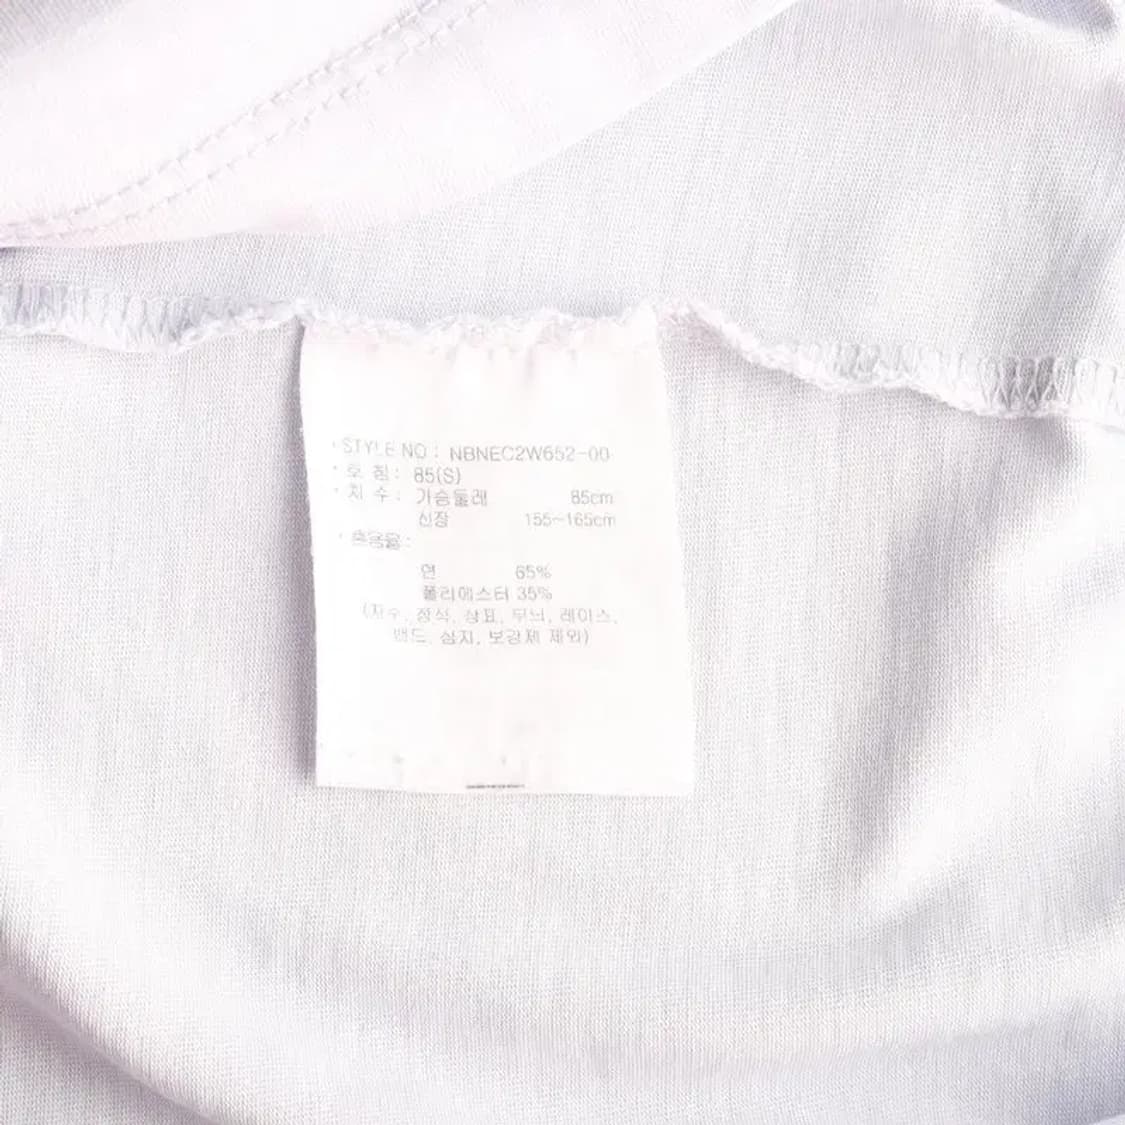 · STYLE NO : NBNEC2W652-00
· 호 칭 : 85(S)
· 치 수 : 가슴둘레 85cm
신장 155~165cm
· 혼용율 :
면 65%
폴리에스터 35%
(자수, 장식, 상표, 무늬, 레이스,
밴드, 심지, 보강제 제외)